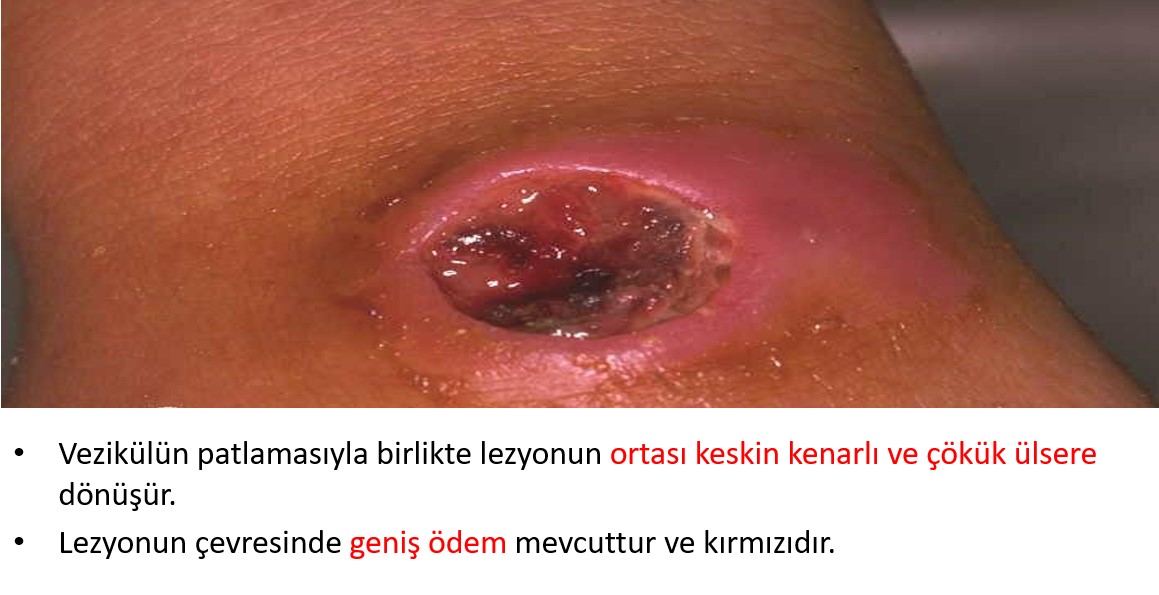 • Vezikülün patlamasıyla birlikte lezyonun ortası keskin kenarlı ve çökük ülsere
dönüşür.
• Lezyonun çevresinde geniş ödem mevcuttur ve kırmızıdır.